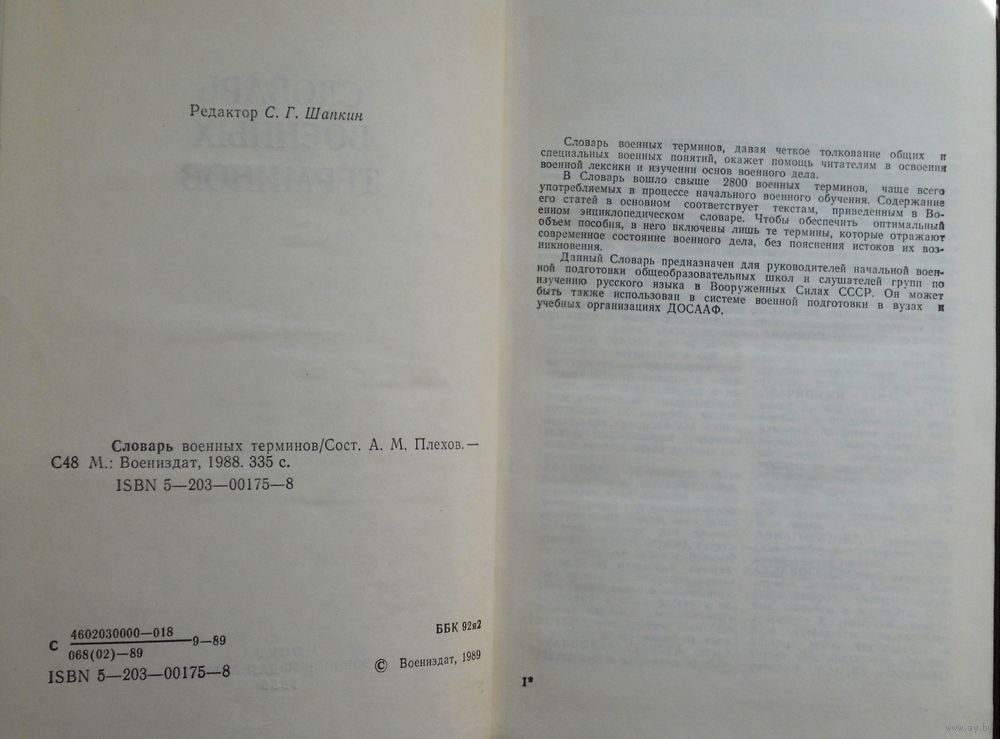 Редактор С. Г. Шапкин
Словарь военных терминов/Сост. А. М. Плехов.—
С48 М.: Воениздат, 1988. 335 с.
ISBN 5—203—00175—8
С 4602030000—018 9—89
068(02)—89
ББК 92я2
ISBN 5—203—00175—8
© Воениздат, 1989
Словарь военных терминов, давая четкое толкование общих и
специальных военных понятий, окажет помощь читателям в освоении
военной лексики и изучении основ военного дела.
В Словарь вошло свыше 2800 военных терминов, чаще всего
употребляемых в процессе начального военного обучения. Содержание
его статей в основном соответствует текстам, приведенным в Во-
енном энциклопедическом словаре. Чтобы обеспечить оптимальный
объем пособия, в него включены лишь те термины, которые отражают
современное состояние военного дела, без пояснения истоков их воз-
никновения.
Данный Словарь предназначен для руководителей начальной воен-
ной подготовки общеобразовательных школ и слушателей групп по
изучению русского языка в Вооруженных Силах СССР. Он может
быть также использован в системе военной подготовки в вузах и
учебных организациях ДОСААФ.
1*
www.ay.by